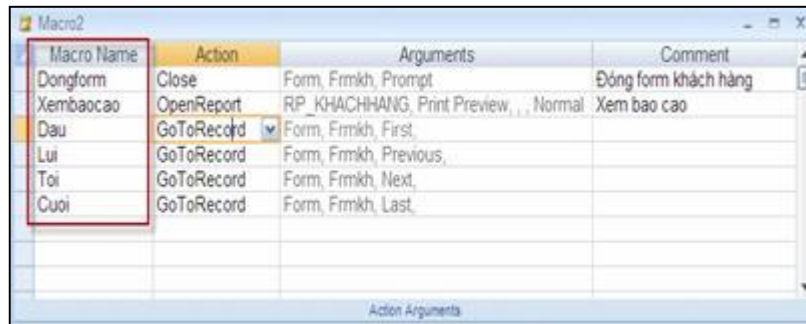 Macro2
Macro Name Action Arguments Comment
Dongform Close Form, Frmkh, Prompt Đóng form khách hàng
Xembaocao OpenReport RP_KHACHHANG, Print Preview, , , Normal Xem bao cao
Dau GoToRecord Form, Frmkh, First,
Lui GoToRecord Form, Frmkh, Previous,
Toi GoToRecord Form, Frmkh, Next,
Cuoi GoToRecord Form, Frmkh, Last,
Action Arguments